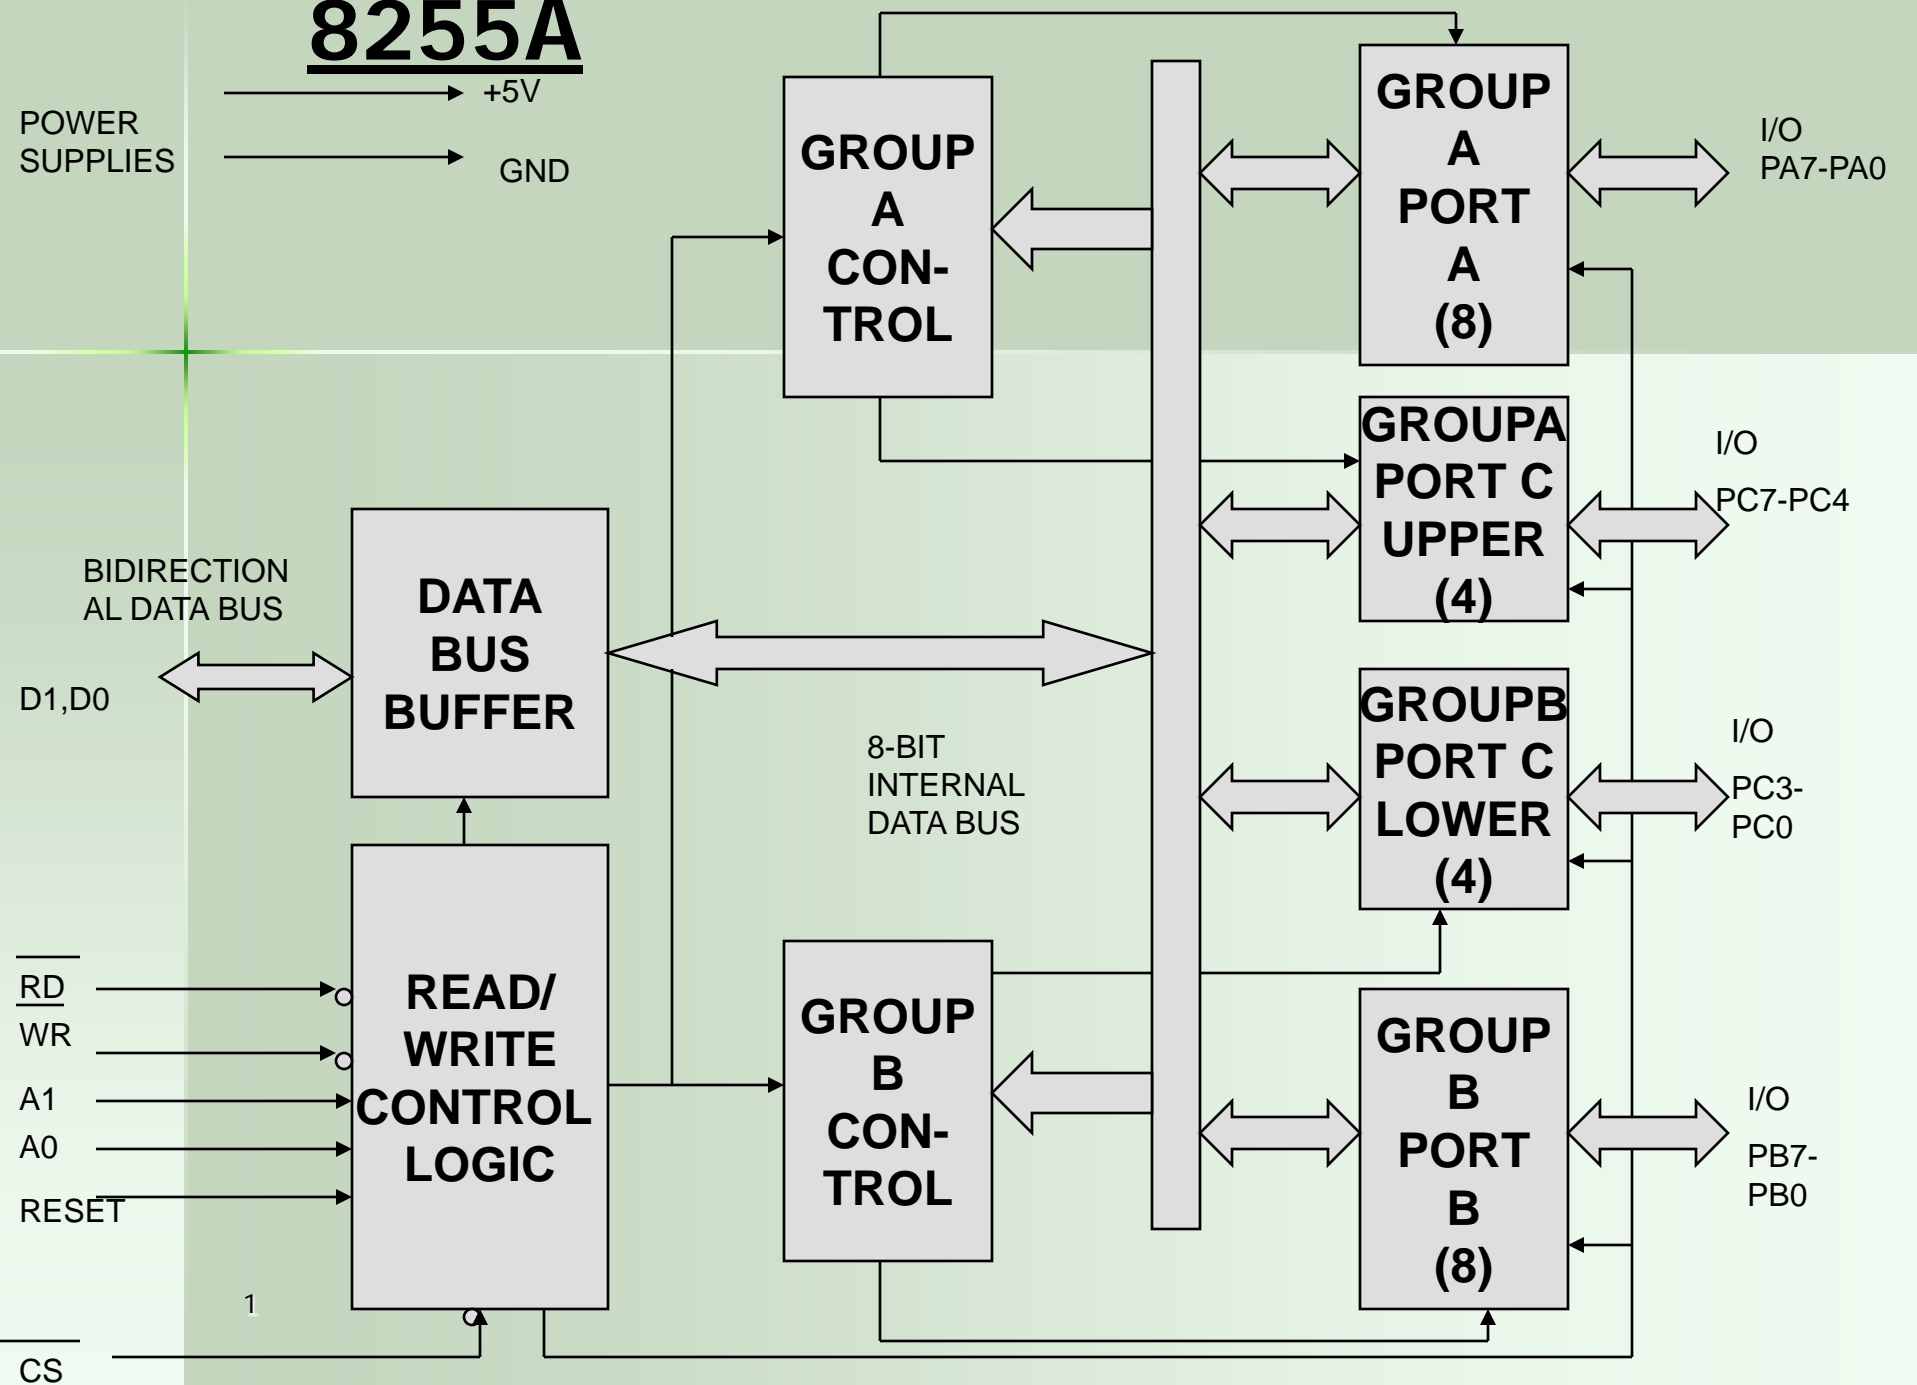 8255A
POWER
SUPPLIES
+5V
GND
GROUP
A
CON-
TROL
GROUP
A
PORT
A
(8)
I/O
PA7-PA0
GROUPA
PORT C
UPPER
(4)
I/O
PC7-PC4
BIDIRECTION
AL DATA BUS
D1,D0
DATA
BUS
BUFFER
8-BIT
INTERNAL
DATA BUS
GROUPB
PORT C
LOWER
(4)
I/O
PC3-
PC0
RD
WR
A1
A0
RESET
READ/
WRITE
CONTROL
LOGIC
GROUP
B
CON-
TROL
GROUP
B
PORT
B
(8)
I/O
PB7-
PB0
1
CS